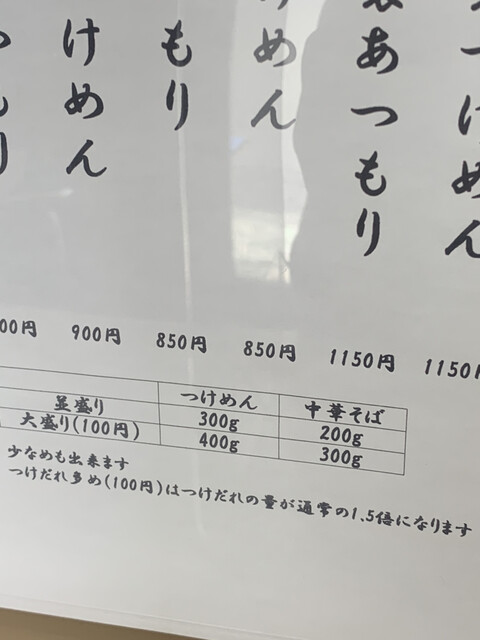 つけめん
あつもり
めん
もり
けめん
1150円
1150円
850円
850円
900円
00円
つけめん 中華そば
並盛り 300g 200g
大盛り(100円) 400g 300g
少なめも出来ます
つけだれ多め(100円)はつけだれの量が通常の1.5倍になります